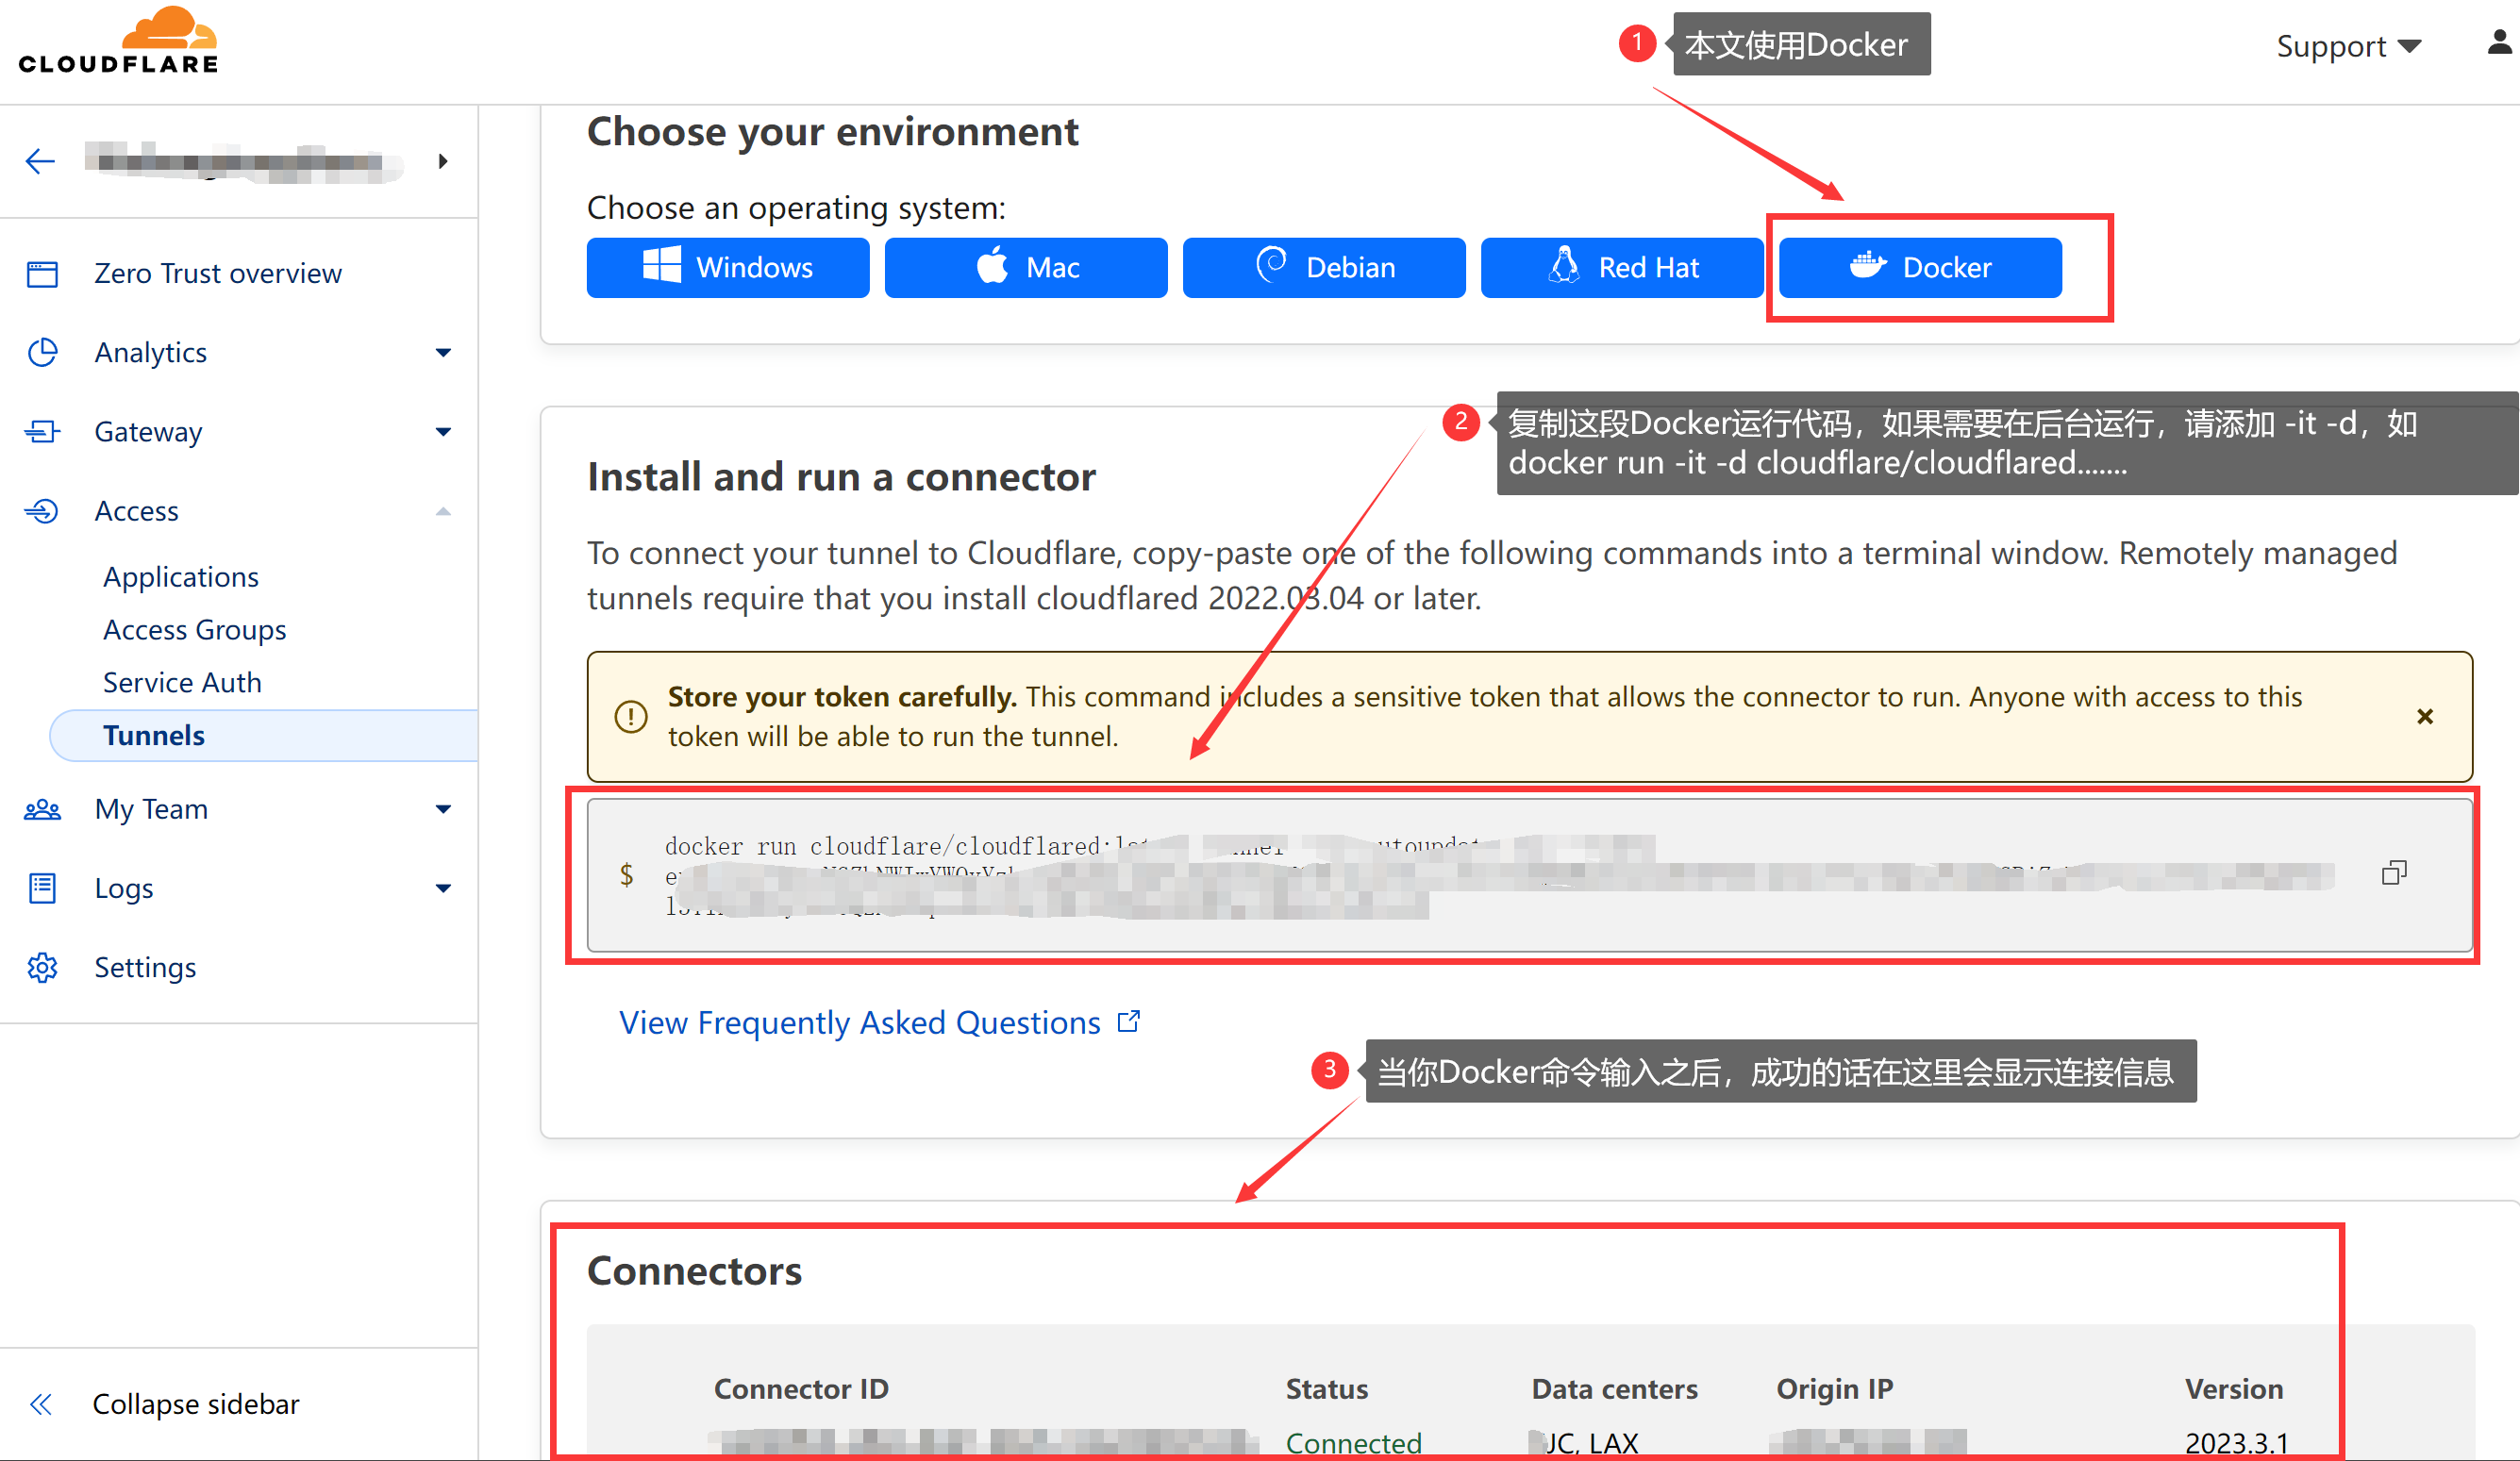 CLOUDFLARE
1 本文使用Docker
Support
Zero Trust overview
Analytics
Gateway
Access
Applications
Access Groups
Service Auth
Tunnels
My Team
Logs
Settings
Collapse sidebar
Choose your environment
Choose an operating system:
Windows Mac Debian Red Hat Docker
2 复制这段Docker运行代码，如果需要在后台运行，请添加 -it -d，如
docker run -it -d cloudflare/cloudflared.......
Install and run a connector
To connect your tunnel to Cloudflare, copy-paste one of the following commands into a terminal window. Remotely managed
tunnels require that you install cloudflared 2022.03.04 or later.
Store your token carefully. This command includes a sensitive token that allows the connector to run. Anyone with access to this
token will be able to run the tunnel.
$ docker run cloudflare/cloudflared:
View Frequently Asked Questions
3 当你Docker命令输入之后，成功的话在这里会显示连接信息
Connectors
Connector ID Status Data centers Origin IP Version
Connected LAX 2023.3.1